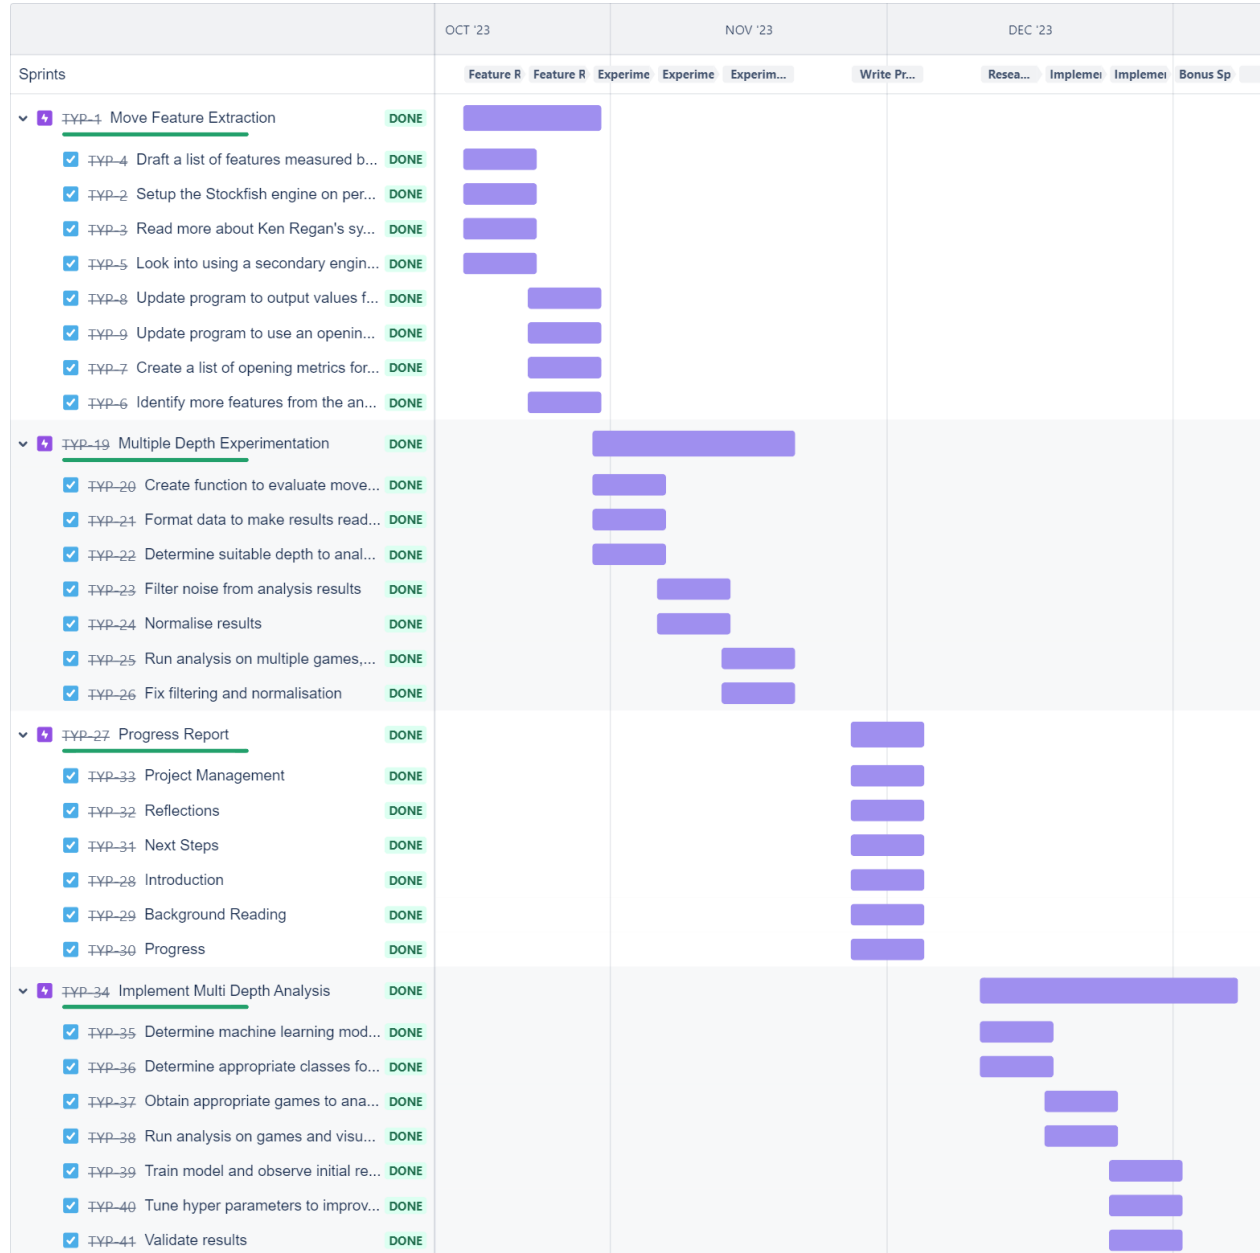 OCT '23 NOV '23 DEC '23
Sprints Feature R Feature R Experime Experime Experim... Write Pr... Resea... Implemen Implemen Bonus Sp
TYP-1 Move Feature Extraction DONE
TYP-4 Draft a list of features measured b... DONE
TYP-2 Setup the Stockfish engine on per... DONE
TYP-3 Read more about Ken Regan's sy... DONE
TYP-5 Look into using a secondary engin... DONE
TYP-8 Update program to output values f... DONE
TYP-9 Update program to use an openin... DONE
TYP-7 Create a list of opening metrics for... DONE
TYP-6 Identify more features from the an... DONE
TYP-19 Multiple Depth Experimentation DONE
TYP-20 Create function to evaluate move... DONE
TYP-21 Format data to make results read... DONE
TYP-22 Determine suitable depth to anal... DONE
TYP-23 Filter noise from analysis results DONE
TYP-24 Normalise results DONE
TYP-25 Run analysis on multiple games,... DONE
TYP-26 Fix filtering and normalisation DONE
TYP-27 Progress Report DONE
TYP-33 Project Management DONE
TYP-32 Reflections DONE
TYP-31 Next Steps DONE
TYP-28 Introduction DONE
TYP-29 Background Reading DONE
TYP-30 Progress DONE
TYP-34 Implement Multi Depth Analysis DONE
TYP-35 Determine machine learning mod... DONE
TYP-36 Determine appropriate classes fo... DONE
TYP-37 Obtain appropriate games to ana... DONE
TYP-38 Run analysis on games and visu... DONE
TYP-39 Train model and observe initial re... DONE
TYP-40 Tune hyper parameters to improv... DONE
TYP-41 Validate results DONE